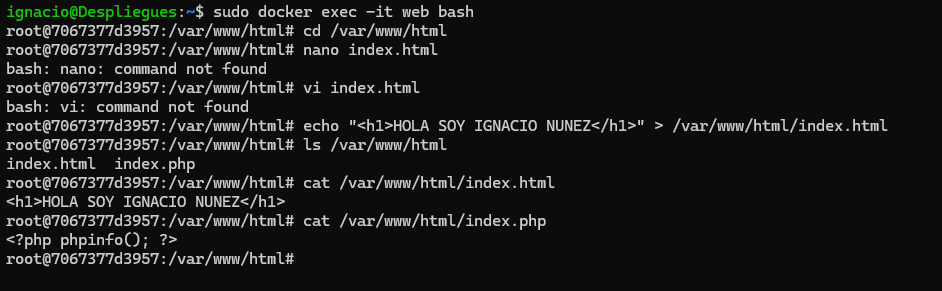 ignacio@Despliegues:~$ sudo docker exec -it web bash
root@7067377d3957:/var/www/html# cd /var/www/html
root@7067377d3957:/var/www/html# nano index.html
bash: nano: command not found
root@7067377d3957:/var/www/html# vi index.html
bash: vi: command not found
root@7067377d3957:/var/www/html# echo "<h1>HOLA SOY IGNACIO NUNEZ</h1>" > /var/www/html/index.html
root@7067377d3957:/var/www/html# ls /var/www/html
index.html  index.php
root@7067377d3957:/var/www/html# cat /var/www/html/index.html
<h1>HOLA SOY IGNACIO NUNEZ</h1>
root@7067377d3957:/var/www/html# cat /var/www/html/index.php
<?php phpinfo(); ?>
root@7067377d3957:/var/www/html#